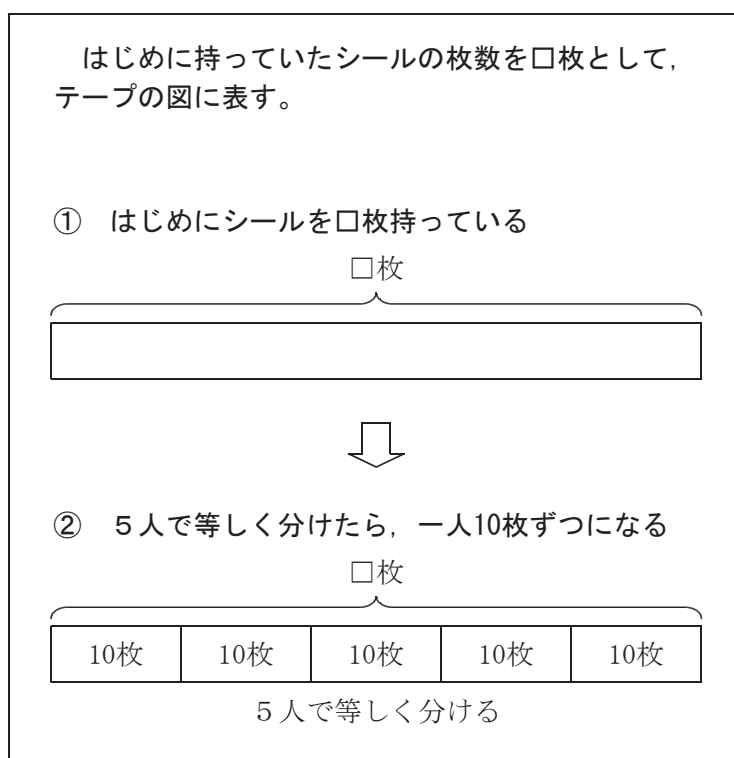 はじめに持っていたシールの枚数を□枚として，
テープの図に表す。
① はじめにシールを□枚持っている
□枚
② ５人で等しく分けたら，一人10枚ずつになる
□枚
10枚 10枚 10枚 10枚 10枚
５人で等しく分ける